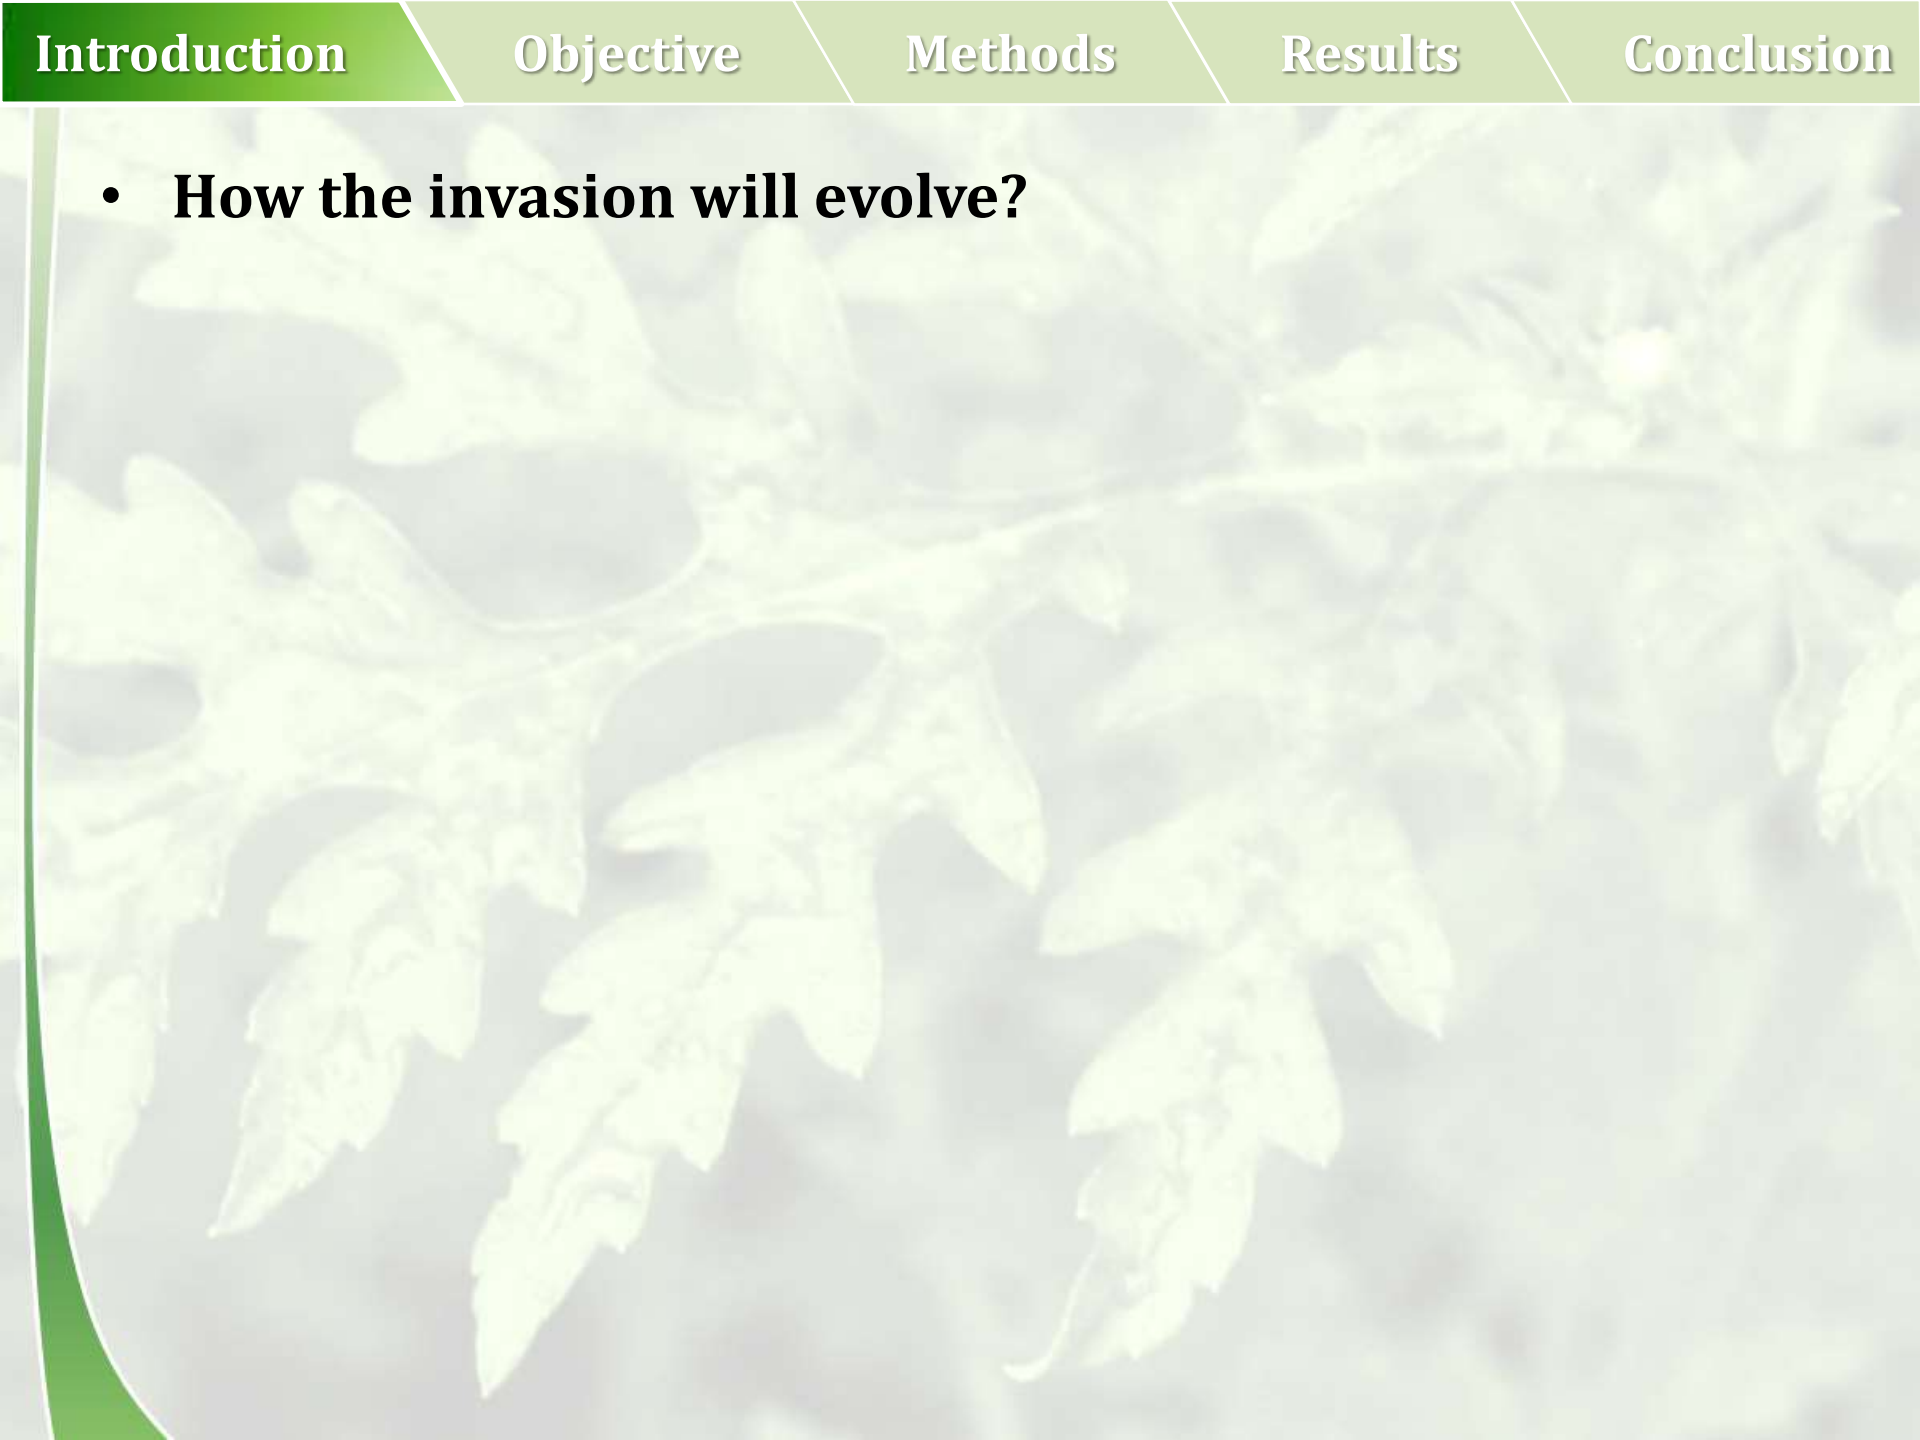 Introduction Objective Methods Results Conclusion
• How the invasion will evolve?